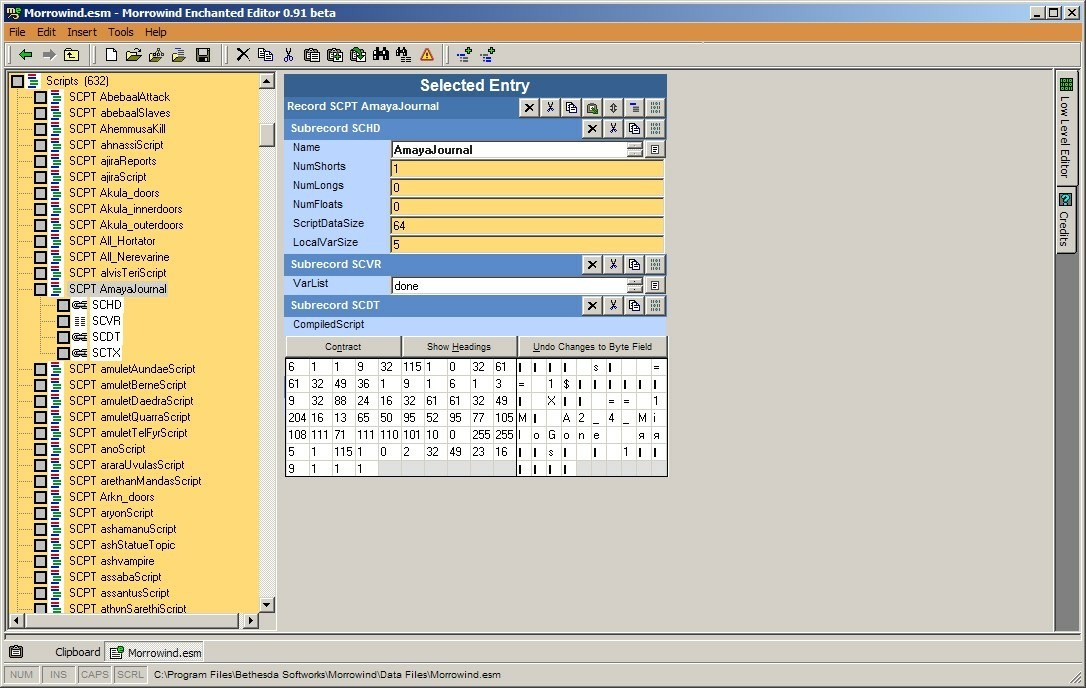 Morrowind.esm - Morrowind Enchanted Editor 0.91 beta
File Edit Insert Tools Help
Scripts (632)
SCPT AbebaalAttack
SCPT abebaalSlaves
SCPT AhemmusaKill
SCPT ahnassiScript
SCPT ajiraReports
SCPT ajiraScript
SCPT Akula_doors
SCPT Akula_innerdoors
SCPT Akula_outerdoors
SCPT All_Hortator
SCPT All_Nerevarine
SCPT alvisTeriScript
SCPT AmayaJournal
SCHD
SCVR
SCDT
SCTX
SCPT amuletAundaeScript
SCPT amuletBerneScript
SCPT amuletDaedraScript
SCPT amuletQuarraScript
SCPT amuletTelFyrScript
SCPT anoScript
SCPT araraUvulasScript
SCPT arethanMandasScript
SCPT Arkn_doors
SCPT aryonScript
SCPT ashamanuScript
SCPT ashStatueTopic
SCPT ashvampire
SCPT assabaScript
SCPT assantusScript
SCPT athynSarethiScript
Selected Entry
Record SCPT AmayaJournal
Subrecord SCHD
Name AmayaJournal
NumShorts 1
NumLongs 0
NumFloats 0
ScriptDataSize 64
LocalVarSize 5
Subrecord SCVR
VarList done
Subrecord SCDT
CompiledScript
Contract Show Headings Undo Changes to Byte Field
6 1 1 9 32 115 1 0 32 61 s =
61 32 49 36 1 9 1 6 1 3 = 1 $
9 32 88 24 16 32 61 61 32 49 X = = 1
204 16 13 65 50 95 52 95 77 105 М A 2 _ 4 _ M i
108 111 71 111 110 101 10 0 255 255 l o G o n e я я
5 1 115 1 0 2 32 49 23 16 s 1
9 1 1 1
Low Level Editor
Credits
Clipboard Morrowind.esm
NUM INS CAPS SCRL C:\Program Files\Bethesda Softworks\Morrowind\Data Files\Morrowind.esm